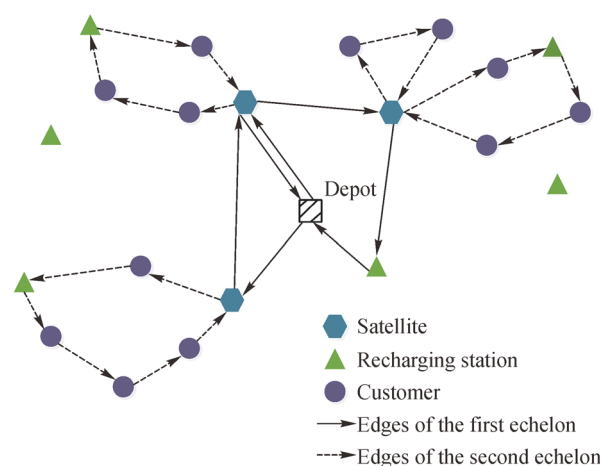 Depot
Satellite
Recharging station
Customer
Edges of the first echelon
Edges of the second echelon